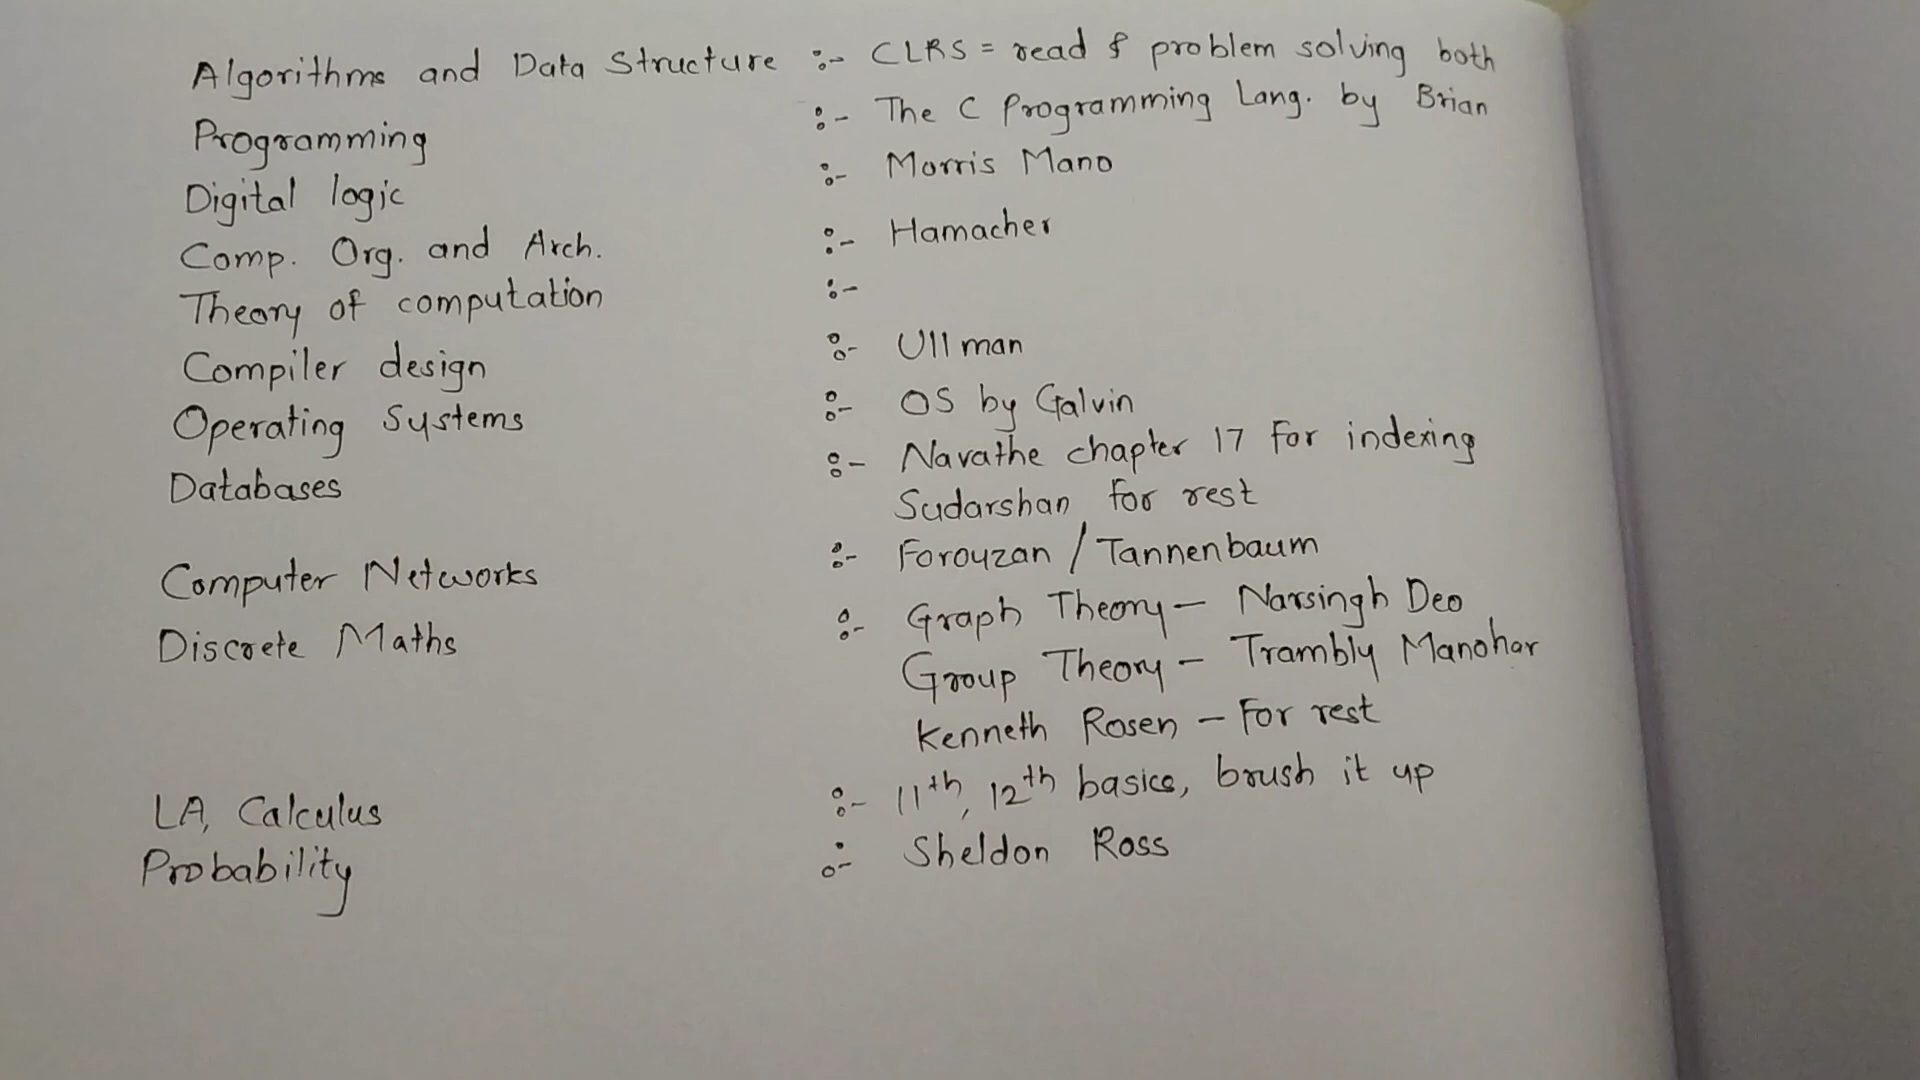 Algorithms and Data Structure :- CLRS = read & problem solving both
Programming :- The C Programming Lang. by Brian
Digital logic :- Morris Mano
Comp. Org. and Arch. :- Hamacher
Theory of computation :-
Compiler design :- Ullman
Operating Systems :- OS by Galvin
Databases :- Navathe chapter 17 for indexing
Sudarshan for rest
Computer Networks :- Forouzan / Tannenbaum
Discrete Maths :- Graph Theory – Narsingh Deo
Group Theory – Trambly Manohar
Kenneth Rosen – For rest
LA, Calculus :- 11th, 12th basics, brush it up
Probability :- Sheldon Ross